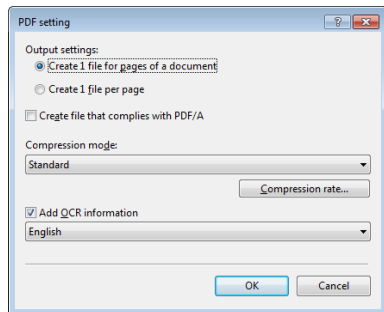 PDF setting
Output settings:
Create 1 file for pages of a document
Create 1 file per page
Create file that complies with PDF/A
Compression mode:
Standard
Compression rate...
Add OCR information
English
OK Cancel